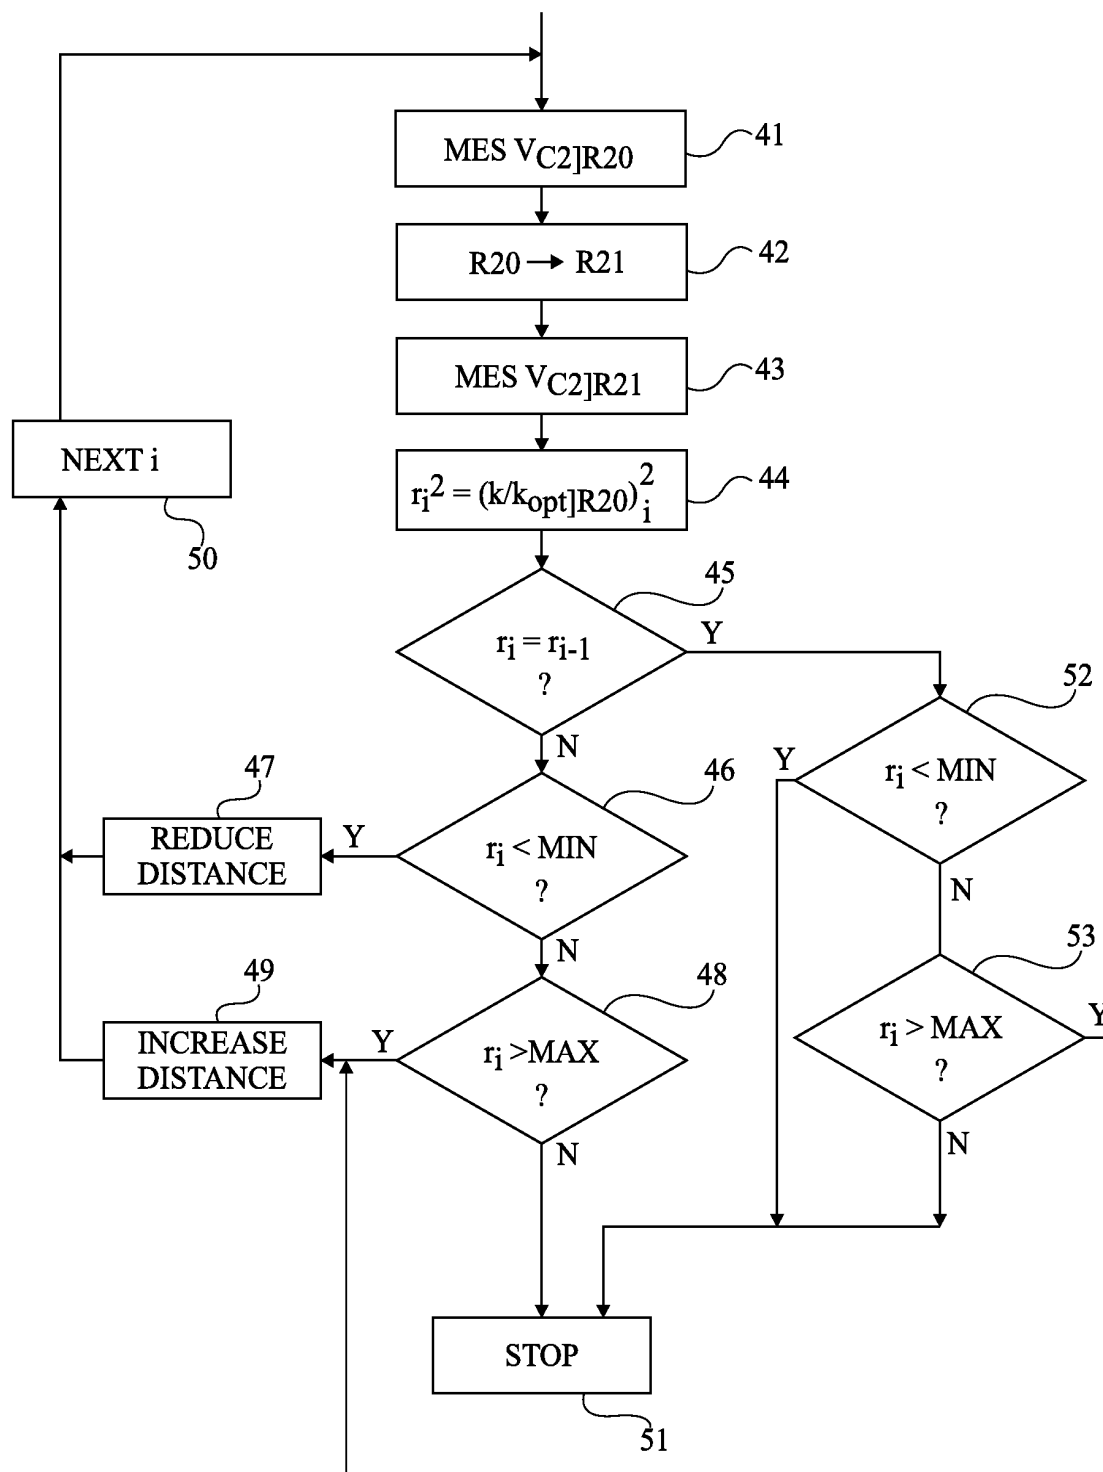 MES VC2]R20
41
R20 → R21
42
MES VC2]R21
43
NEXT i
50
ri² = (k/kopt]R20)i²
44
45
ri = ri-1
?
Y
N
52
ri < MIN
?
Y
N
47
REDUCE
DISTANCE
Y
46
ri < MIN
?
N
53
ri > MAX
?
Y
N
49
INCREASE
DISTANCE
Y
48
ri >MAX
?
N
STOP
51